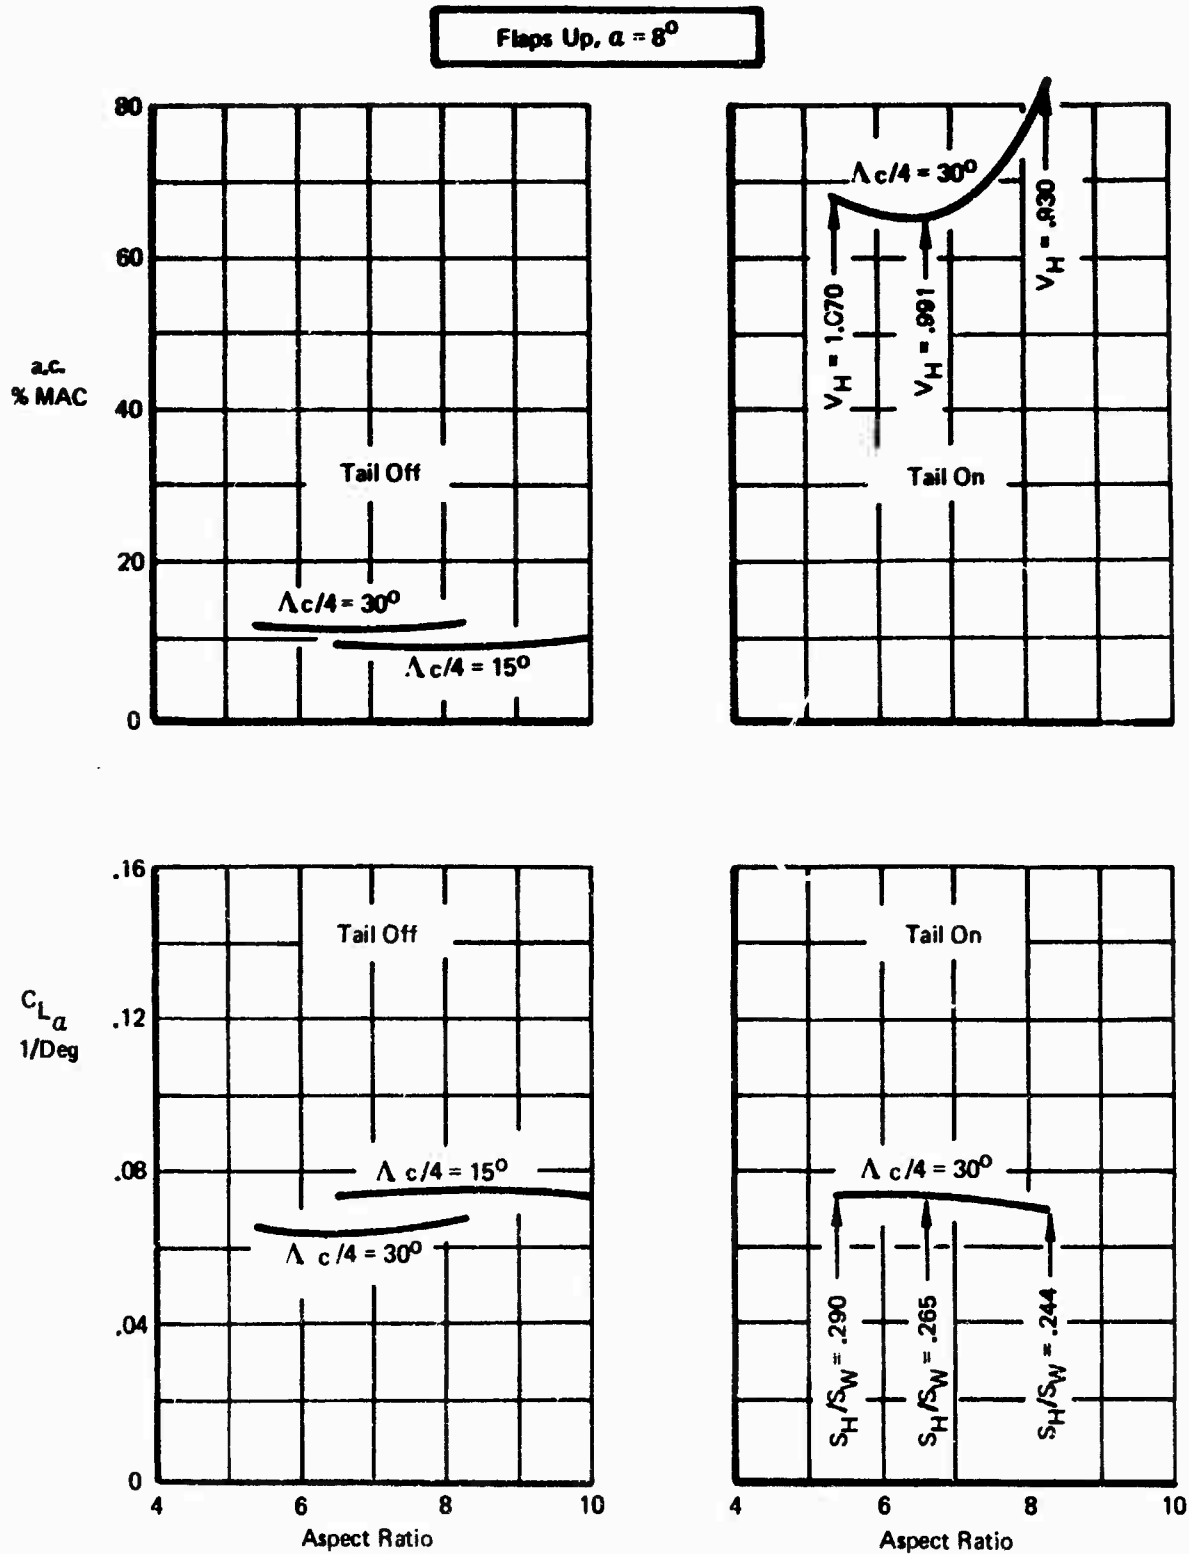 Flaps Up, α = 8°
80
60
a.c.
% MAC
40
20
0
Tail Off
Λ c/4 = 30°
Λ c/4 = 15°
Λ c/4 = 30°
V_H = 1.070
V_H = .991
V_H = .930
Tail On
.16
.12
C_Lα
1/Deg
.08
.04
0
Tail Off
Λ c/4 = 15°
Λ c/4 = 30°
4 6 8 10
Aspect Ratio
Tail On
Λ c/4 = 30°
S_H/S_W = .290
S_H/S_W = .265
S_H/S_W = .244
4 6 8 10
Aspect Ratio